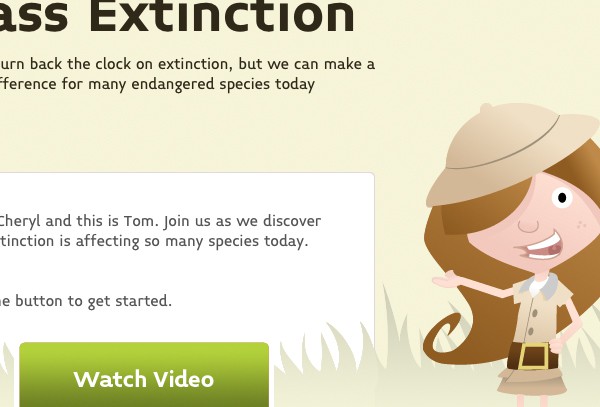 ass Extinction
urn back the clock on extinction, but we can make a
fference for many endangered species today
Cheryl and this is Tom. Join us as we discover
tinction is affecting so many species today.
e button to get started.
Watch Video